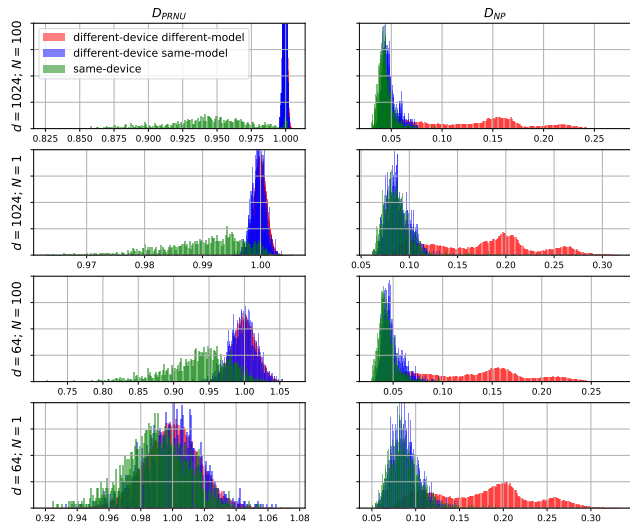 D_PRNU
D_NP
d = 1024; N = 100
different-device different-model
different-device same-model
same-device
0.825 0.850 0.875 0.900 0.925 0.950 0.975 1.000
0.05 0.10 0.15 0.20 0.25
d = 1024; N = 1
0.97 0.98 0.99 1.00
0.05 0.10 0.15 0.20 0.25 0.30
d = 64; N = 100
0.75 0.80 0.85 0.90 0.95 1.00 1.05
0.05 0.10 0.15 0.20 0.25
d = 64; N = 1
0.92 0.94 0.96 0.98 1.00 1.02 1.04 1.06 1.08
0.05 0.10 0.15 0.20 0.25 0.30